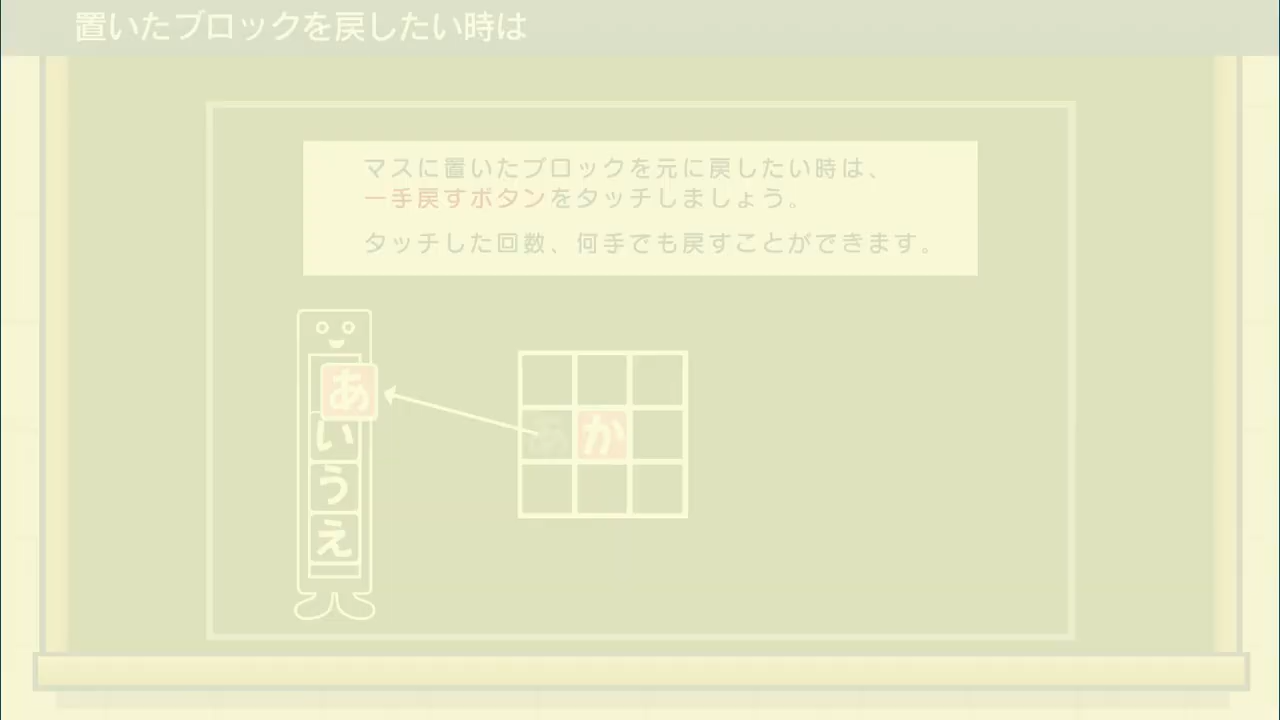 置いたブロックを戻したい時は
マスに置いたブロックを元に戻したい時は、
一手戻すボタンをタッチしましょう。
タッチした回数、何手でも戻すことができます。
あ
い
う
え
あ か